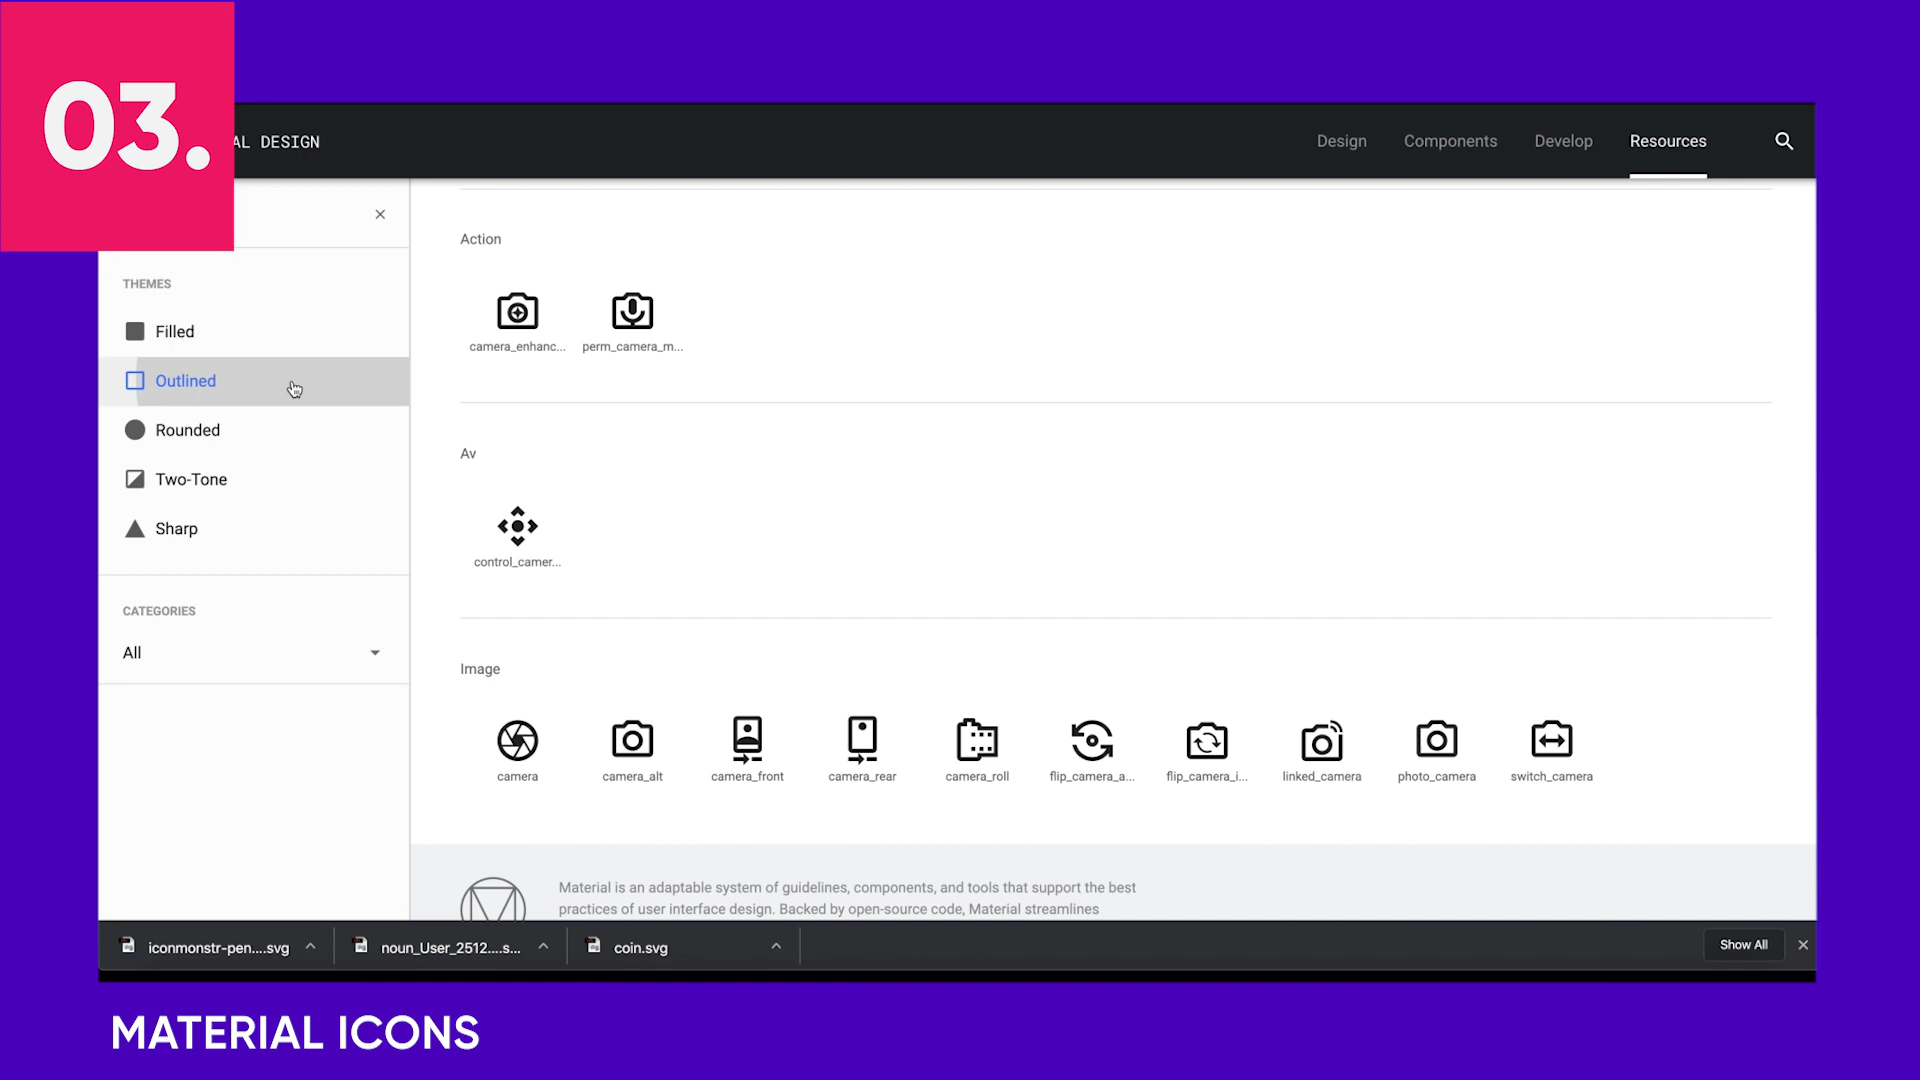 03.
AL DESIGN
Design
Components
Develop
Resources
THEMES
Filled
Outlined
Rounded
Two-Tone
Sharp
CATEGORIES
All
Action
camera_enhanc...
perm_camera_m...
Av
control_camer...
Image
camera
camera_alt
camera_front
camera_rear
camera_roll
flip_camera_a...
flip_camera_i...
linked_camera
photo_camera
switch_camera
Material is an adaptable system of guidelines, components, and tools that support the best
practices of user interface design. Backed by open-source code, Material streamlines
iconmonstr-pen....svg
noun_User_2512....s...
coin.svg
Show All
MATERIAL ICONS